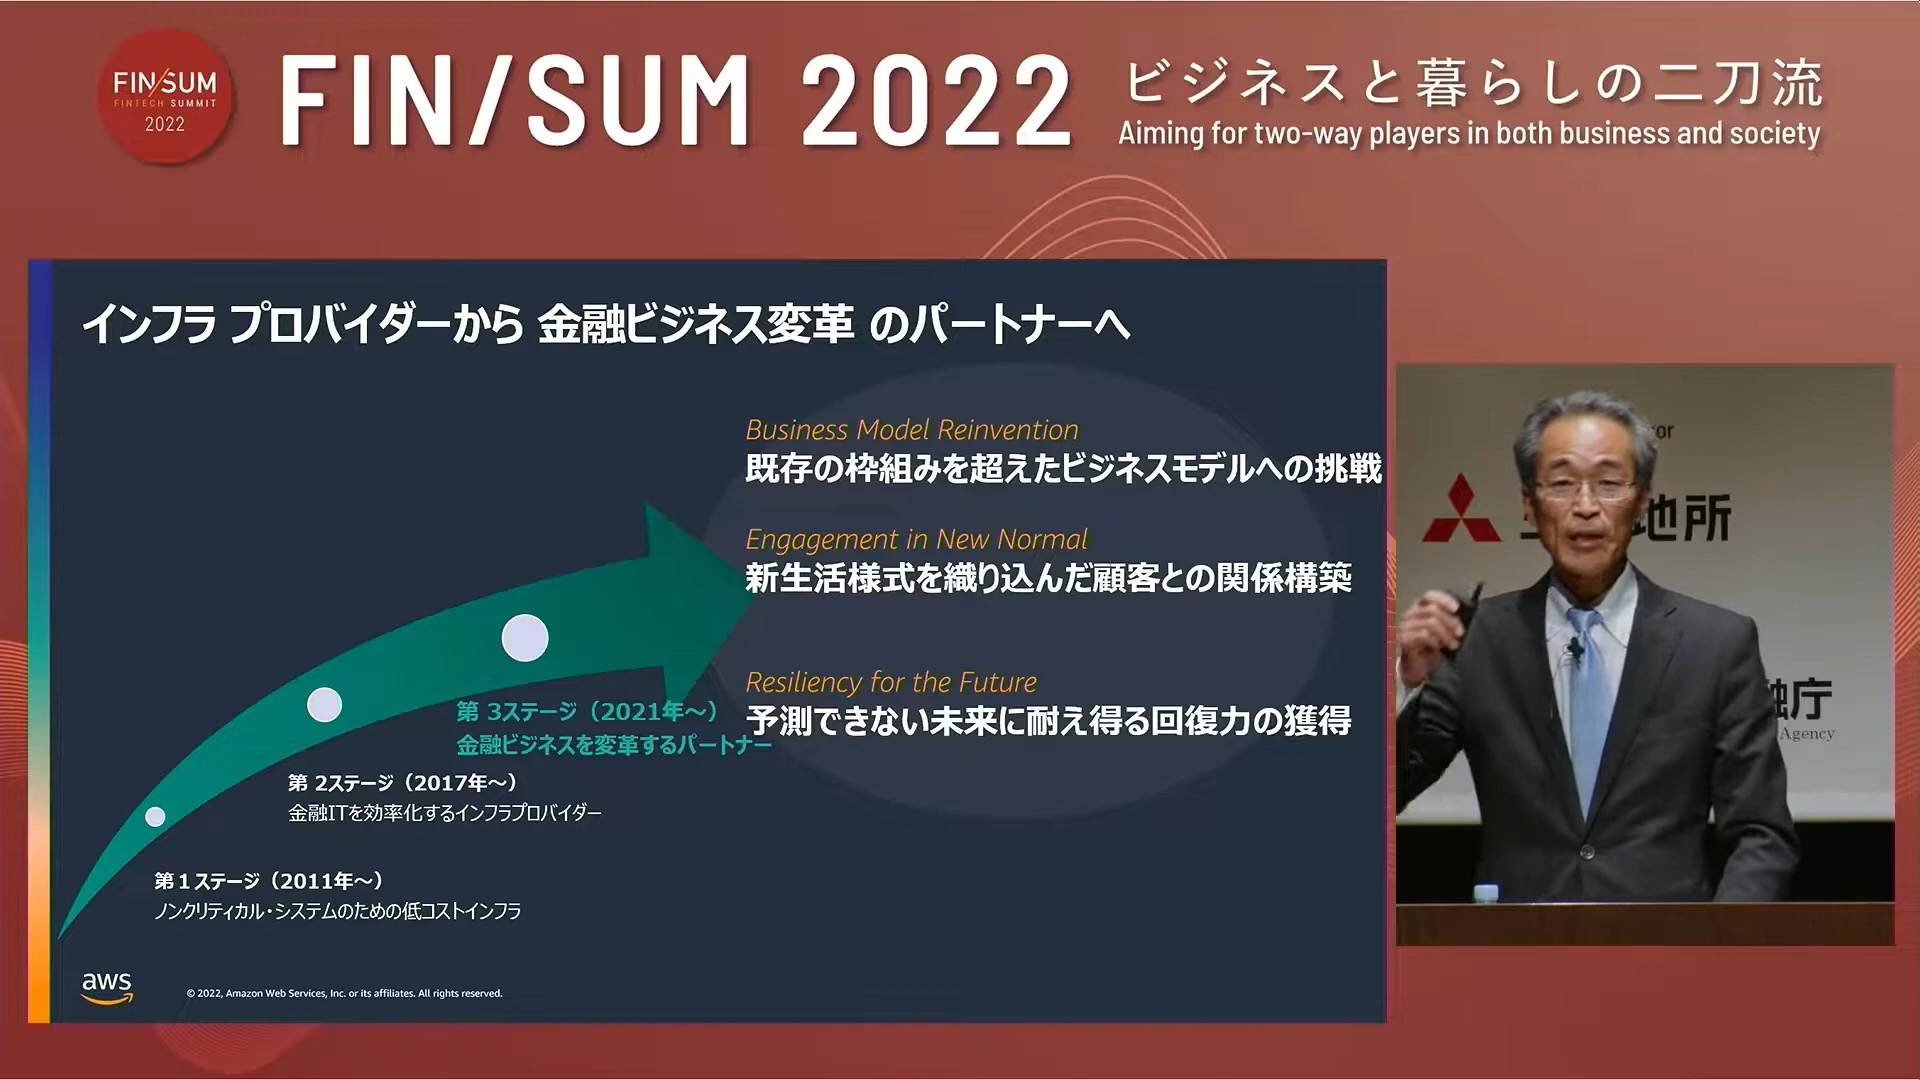 FIN/SUM
FINTECH SUMMIT
2022
FIN/SUM 2022
ビジネスと暮らしの二刀流
Aiming for two-way players in both business and society
インフラ プロバイダーから 金融ビジネス変革 のパートナーへ
Business Model Reinvention
既存の枠組みを超えたビジネスモデルへの挑戦
Engagement in New Normal
新生活様式を織り込んだ顧客との関係構築
Resiliency for the Future
予測できない未来に耐え得る回復力の獲得
第 3ステージ（2021年～）
金融ビジネスを変革するパートナー
第 2ステージ（2017年～）
金融ITを効率化するインフラプロバイダー
第１ステージ（2011年～）
ノンクリティカル・システムのための低コストインフラ
aws
© 2022, Amazon Web Services, Inc. or its affiliates. All rights reserved.
地所
融庁
Agency